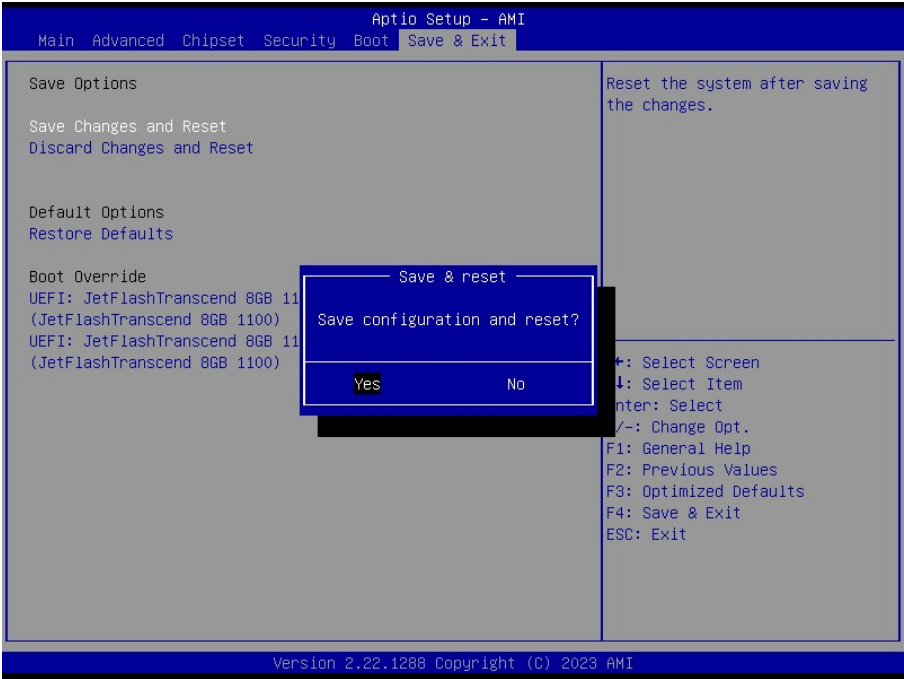 Aptio Setup – AMI
Main Advanced Chipset Security Boot Save & Exit
Save Options
Save Changes and Reset
Discard Changes and Reset
Default Options
Restore Defaults
Boot Override
UEFI: JetFlashTranscend 8GB 11
(JetFlashTranscend 8GB 1100)
UEFI: JetFlashTranscend 8GB 11
(JetFlashTranscend 8GB 1100)
Save & reset
Save configuration and reset?
Yes No
Reset the system after saving
the changes.
: Select Screen
: Select Item
nter: Select
/-: Change Opt.
F1: General Help
F2: Previous Values
F3: Optimized Defaults
F4: Save & Exit
ESC: Exit
Version 2.22.1288 Copyright (C) 2023 AMI